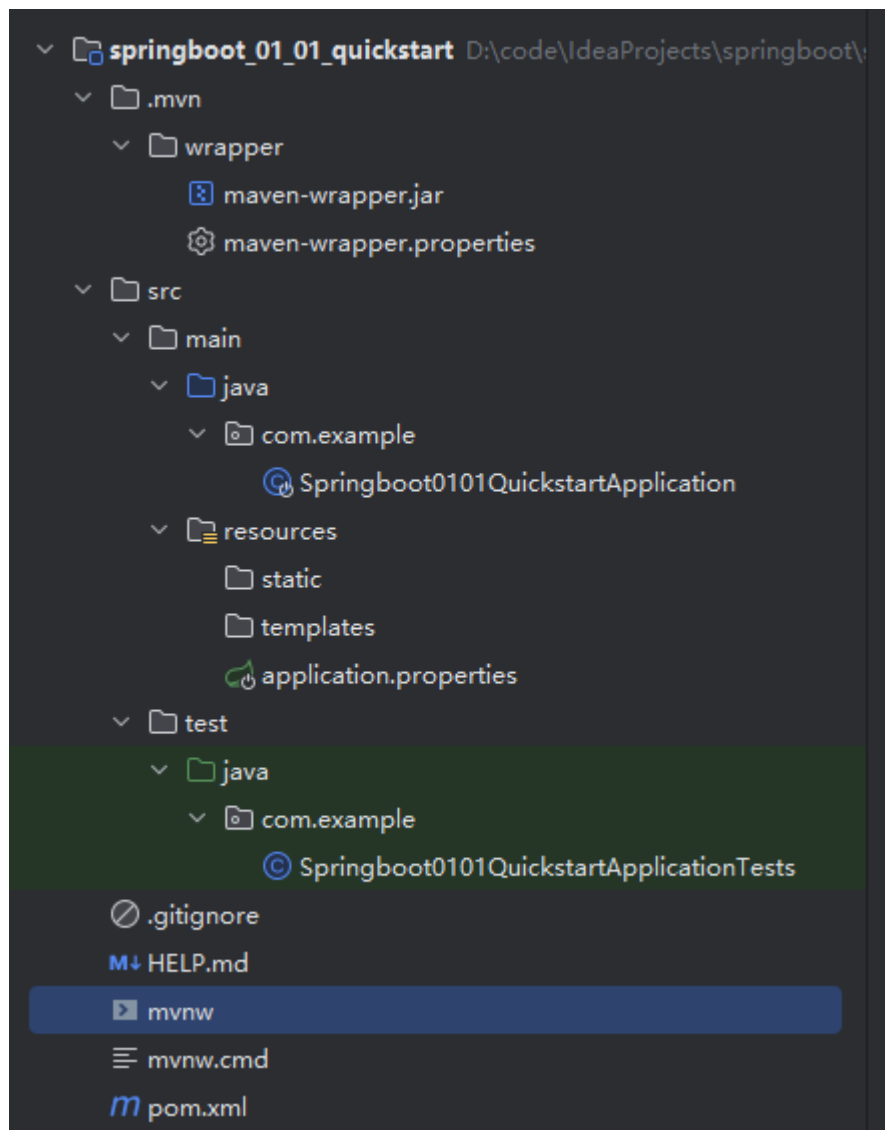 springboot_01_01_quickstart D:\code\IdeaProjects\springboot\
.mvn
wrapper
maven-wrapper.jar
maven-wrapper.properties
src
main
java
com.example
Springboot0101QuickstartApplication
resources
static
templates
application.properties
test
java
com.example
Springboot0101QuickstartApplicationTests
.gitignore
M↓ HELP.md
mvnw
mvnw.cmd
m pom.xml